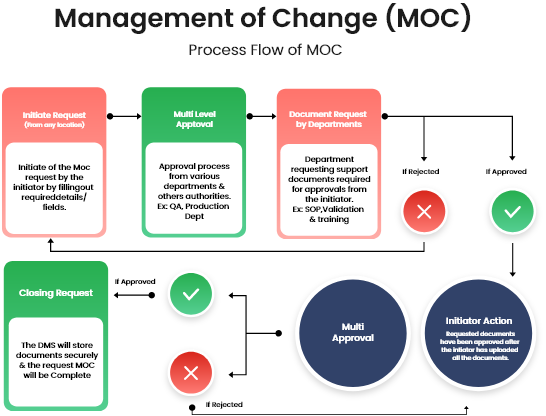 Management of Change (MOC)
Process Flow of MOC
Initiate Request
(From any location)
Initiate of the Moc
request by the
initiator by fillingout
requireddetails/
fields.
Multi Level
Apptoval
Approval process
from various
departments &
others authorities.
Ex: QA, Production
Dept
Document Request
by Departments
Department
requesting support
documents required
for approvals from
the initiator.
Ex: SOP,Validation
& training
If Rejected
If Approved
Closing Request
The DMS will store
documents securely
& the request MOC
will be Complete
If Approved
If Rejected
Multi
Approval
Initiator Action
Requested documents
have been approved after
the intiator has uploaded
all the documents.